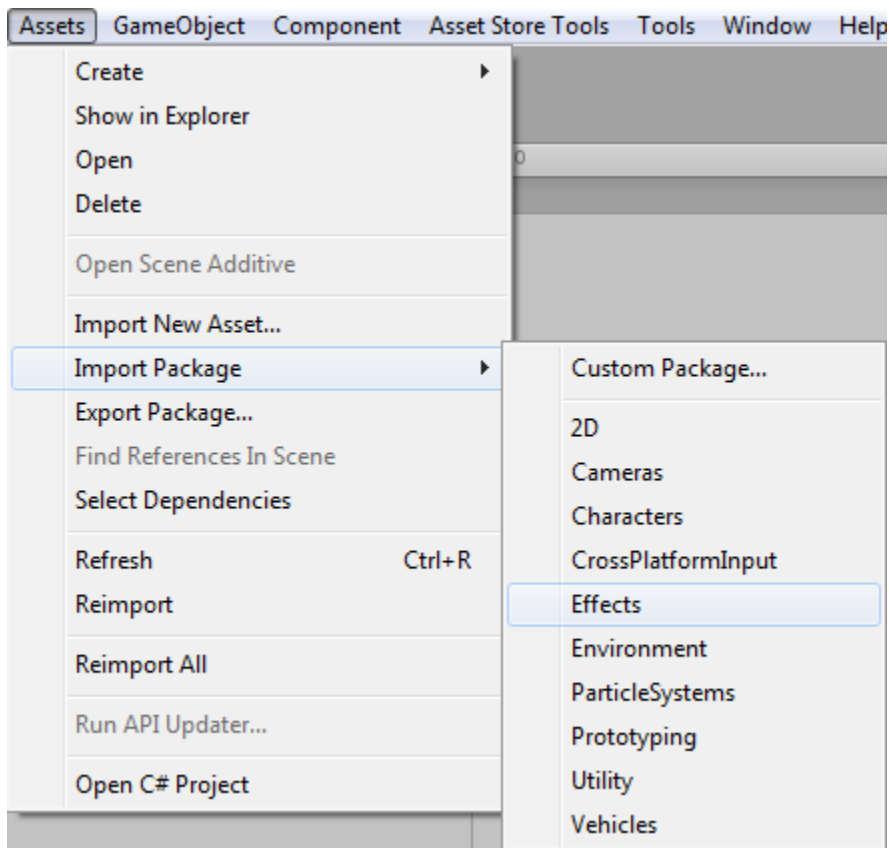 Assets GameObject Component Asset Store Tools Tools Window Help
Create
Show in Explorer
Open
Delete
Open Scene Additive
Import New Asset...
Import Package
Export Package...
Find References In Scene
Select Dependencies
Refresh Ctrl+R
Reimport
Reimport All
Run API Updater...
Open C# Project
Custom Package...
2D
Cameras
Characters
CrossPlatformInput
Effects
Environment
ParticleSystems
Prototyping
Utility
Vehicles